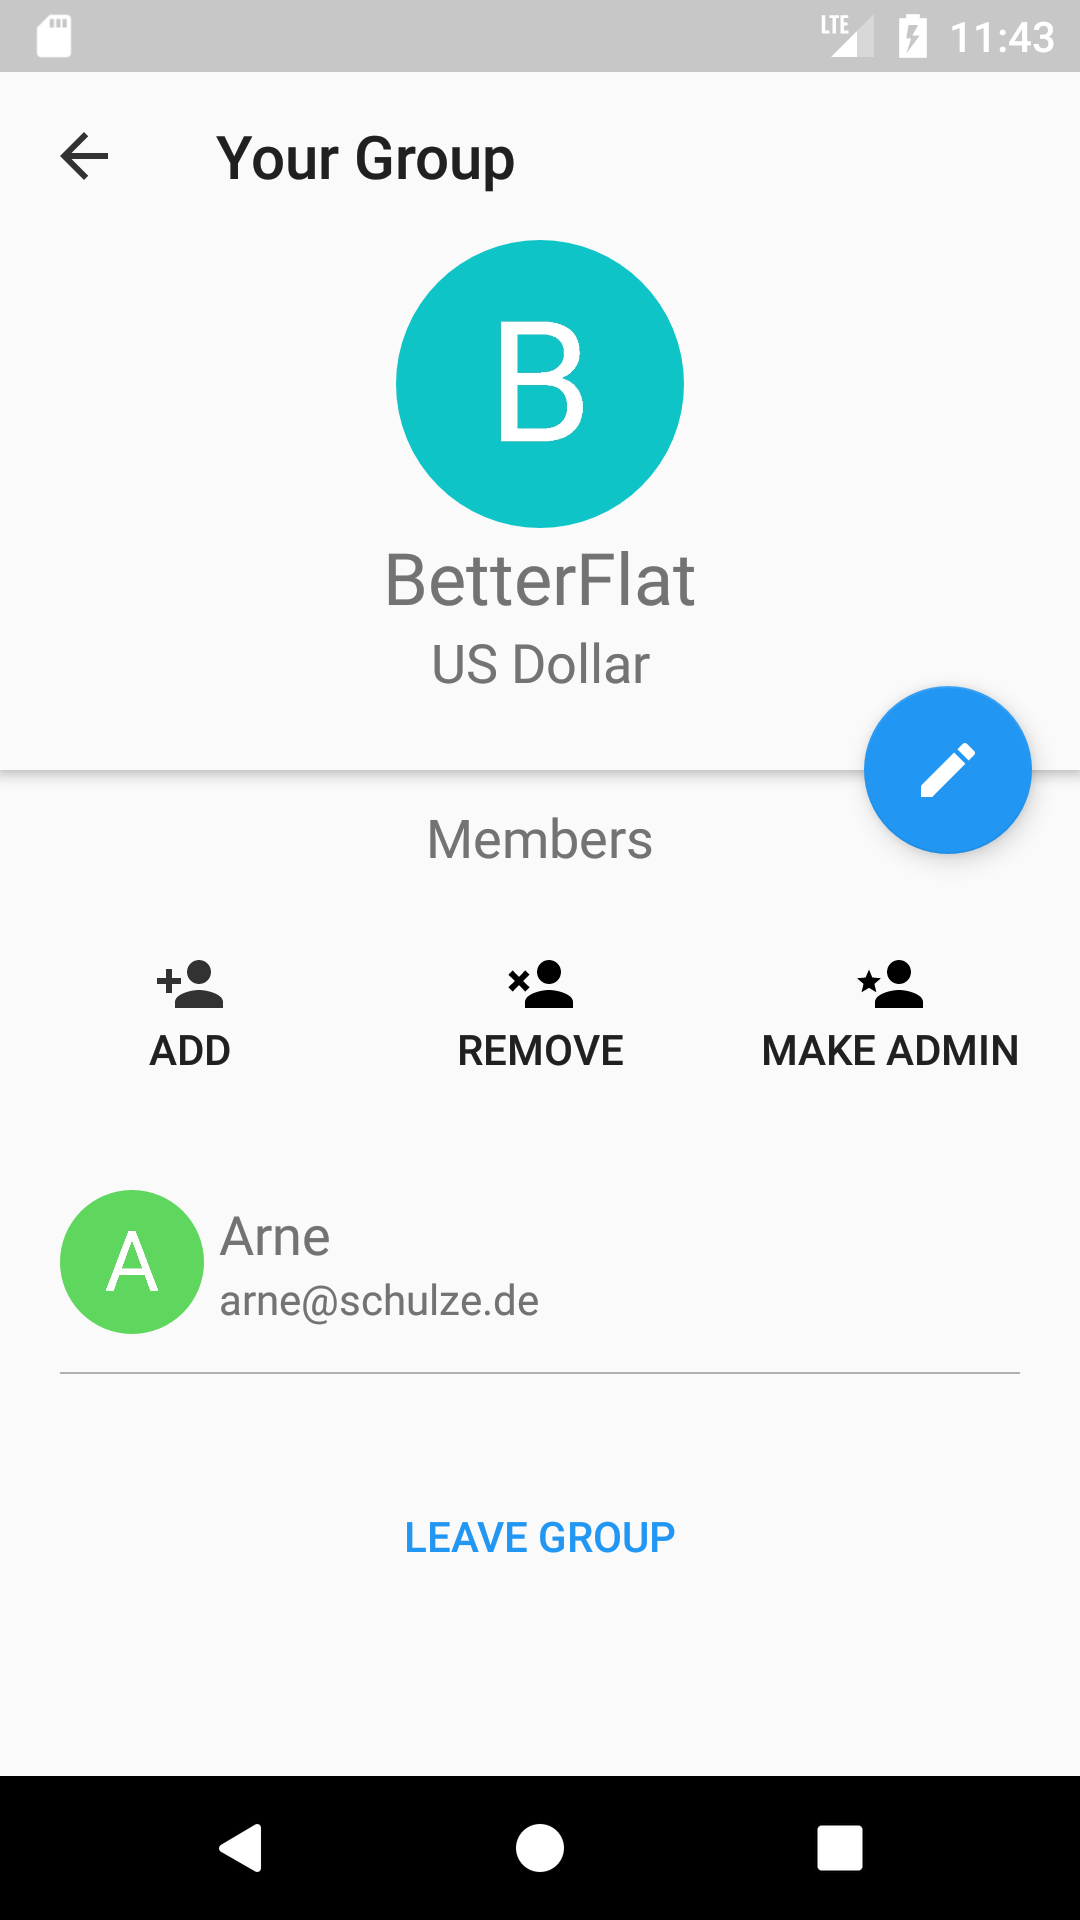 LTE 11:43
Your Group
B
BetterFlat
US Dollar
Members
ADD REMOVE MAKE ADMIN
A
Arne
arne@schulze.de
LEAVE GROUP